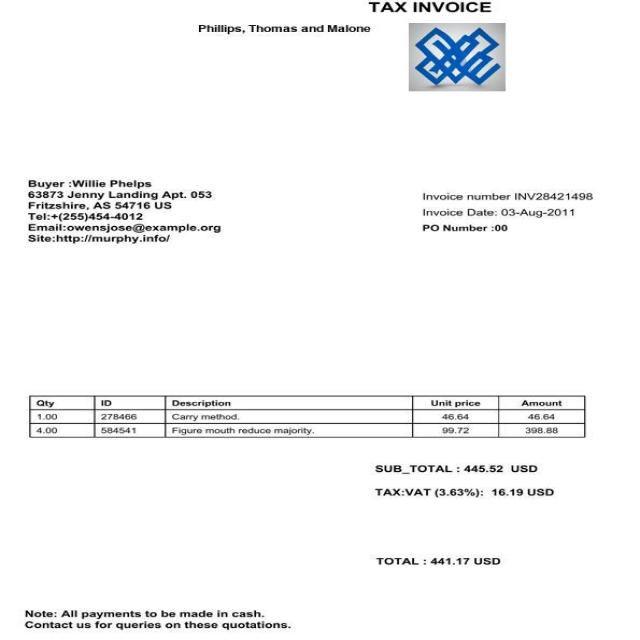 TAX INVOICE
Phillips, Thomas and Malone
Buyer :Willie Phelps
63873 Jenny Landing Apt. 053
Fritzshire, AS 54716 US
Tel:+(255)454-4012
Email:owensjose@example.org
Site:http://murphy.info/
Invoice number INV28421498
Invoice Date: 03-Aug-2011
PO Number :00
Qty ID Description Unit price Amount
1.00 278466 Carry method. 46.64 46.64
4.00 584541 Figure mouth reduce majority. 99.72 398.88
SUB_TOTAL : 445.52 USD
TAX:VAT (3.63%): 16.19 USD
TOTAL : 441.17 USD
Note: All payments to be made in cash.
Contact us for queries on these quotations.